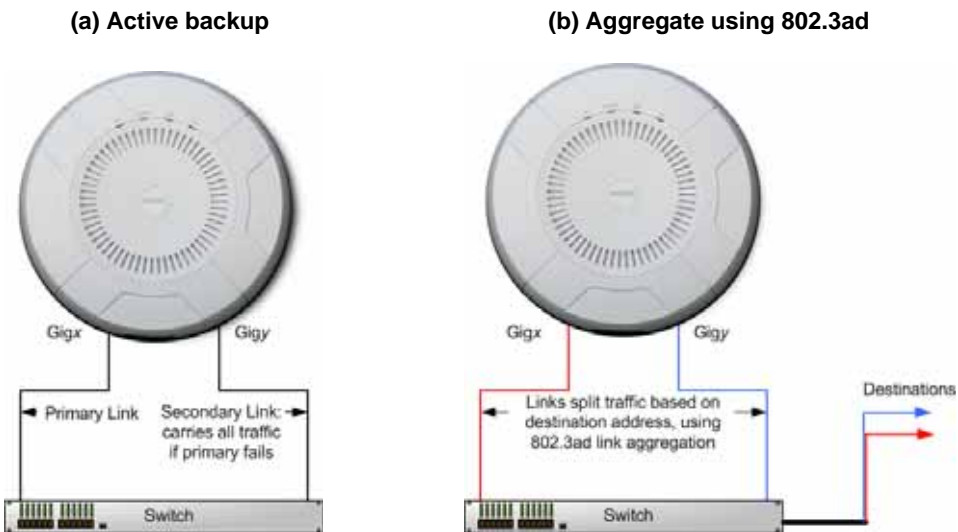 (a) Active backup
(b) Aggregate using 802.3ad
Gigx
Gigy
Primary Link
Secondary Link:
carries all traffic
if primary fails
Switch
Gigx
Gigy
Links split traffic based on
destination address, using
802.3ad link aggregation
Destinations
Switch